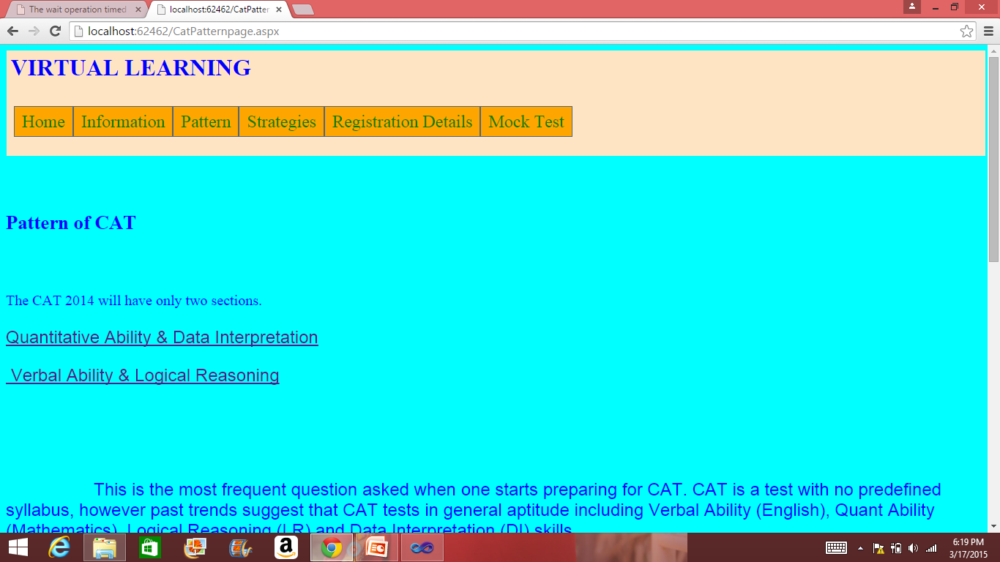 The wait operation timed
localhost:62462/CatPatter
localhost:62462/CatPatternpage.aspx
VIRTUAL LEARNING
Home Information Pattern Strategies Registration Details Mock Test
Pattern of CAT
The CAT 2014 will have only two sections.
Quantitative Ability & Data Interpretation
Verbal Ability & Logical Reasoning
This is the most frequent question asked when one starts preparing for CAT. CAT is a test with no predefined
syllabus, however past trends suggest that CAT tests in general aptitude including Verbal Ability (English), Quant Ability
(Mathematics), Logical Reasoning (LR) and Data Interpretation (DI) skills.
6:19 PM
3/17/2015